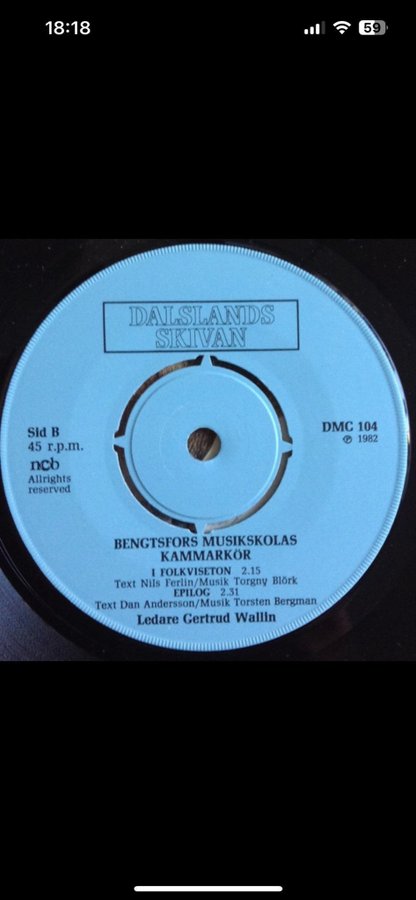 18:18
59
DALSLANDS
SKIVAN
Sid B
45 r.p.m.
ncb
Allrights
reserved
DMC 104
℗ 1982
BENGTSFORS MUSIKSKOLAS
KAMMARKÖR
I FOLKVISETON 2.15
Text Nils Ferlin/Musik Torgny Blörk
EPILOG 2.31
Text Dan Andersson/Musik Torsten Bergman
Ledare Gertrud Wallin